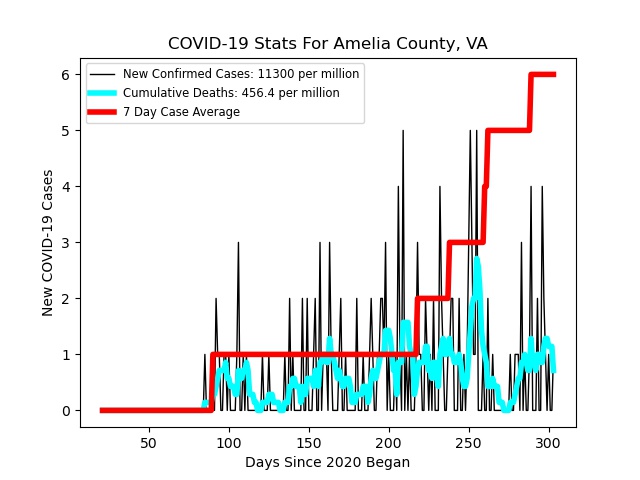 COVID-19 Stats For Amelia County, VA
New Confirmed Cases: 11300 per million
Cumulative Deaths: 456.4 per million
7 Day Case Average
New COVID-19 Cases
6
5
4
3
2
1
0
50 100 150 200 250 300
Days Since 2020 Began